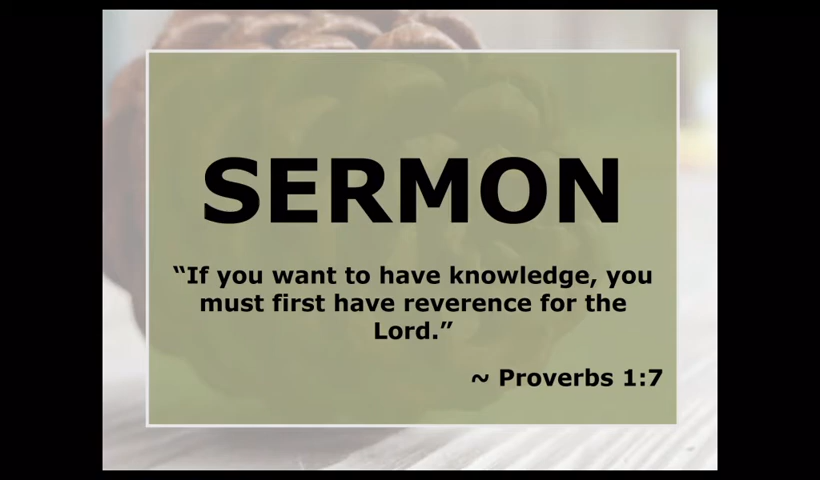 SERMON
“If you want to have knowledge, you
must first have reverence for the
Lord.”
~ Proverbs 1:7